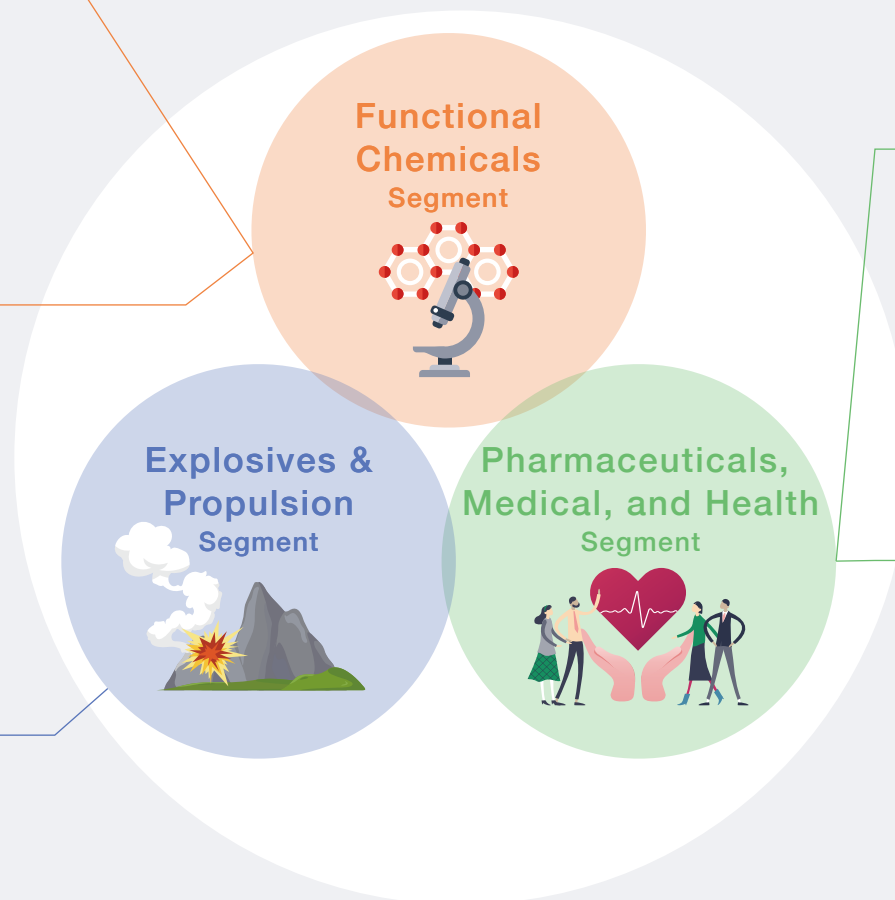 Functional
Chemicals
Segment
Explosives &
Propulsion
Segment
Pharmaceuticals,
Medical, and Health
Segment